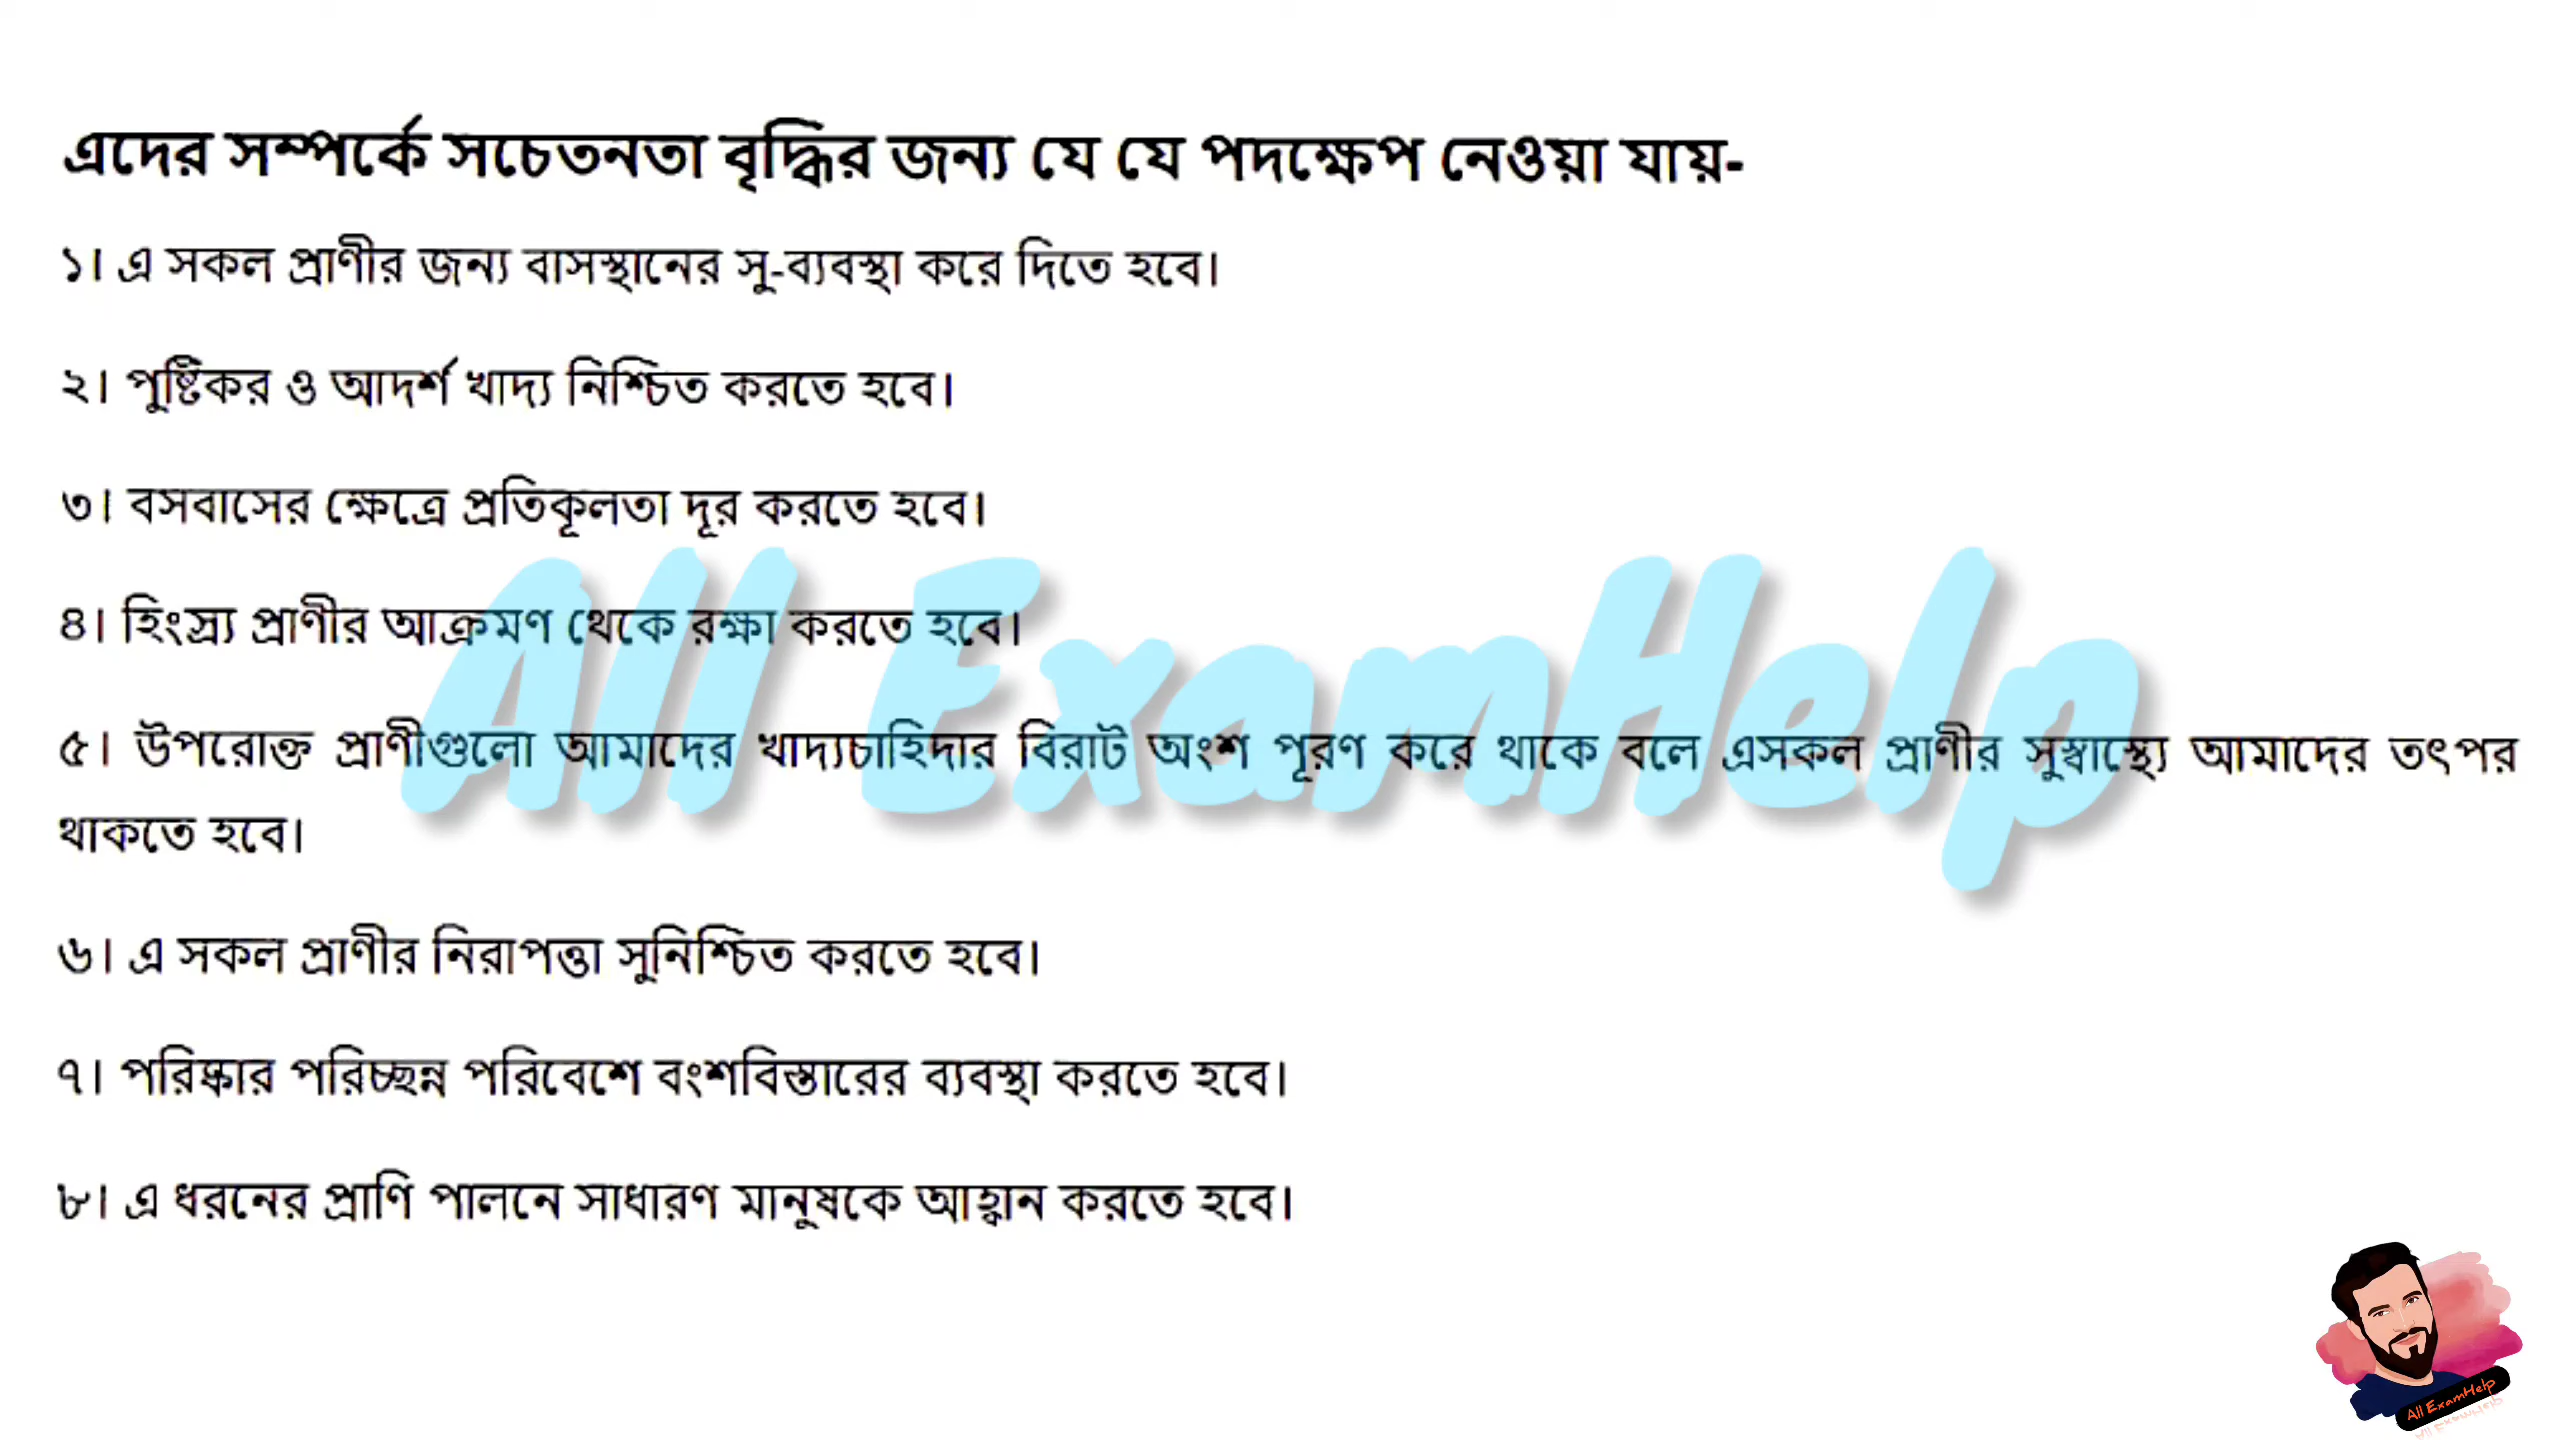 এদের সম্পর্কে সচেতনতা বৃদ্ধির জন্য যে যে পদক্ষেপ নেওয়া যায়-
১। এ সকল প্রাণীর জন্য বাসস্থানের সু-ব্যবস্থা করে দিতে হবে।
২। পুষ্টিকর ও আদর্শ খাদ্য নিশ্চিত করতে হবে।
৩। বসবাসের ক্ষেত্রে প্রতিকূলতা দূর করতে হবে।
৪। হিংস্র্য প্রাণীর আক্রমণ থেকে রক্ষা করতে হবে।
All ExamHelp
৫। উপরোক্ত প্রাণীগুলো আমাদের খাদ্যচাহিদার বিরাট অংশ পূরণ করে থাকে বলে এসকল প্রাণীর সুস্বাস্থ্যে আমাদের তৎপর
থাকতে হবে।
৬। এ সকল প্রাণীর নিরাপত্তা সুনিশ্চিত করতে হবে।
৭। পরিষ্কার পরিচ্ছন্ন পরিবেশে বংশবিস্তারের ব্যবস্থা করতে হবে।
৮। এ ধরনের প্রাণি পালনে সাধারণ মানুষকে আহ্বান করতে হবে।
All ExamHelp